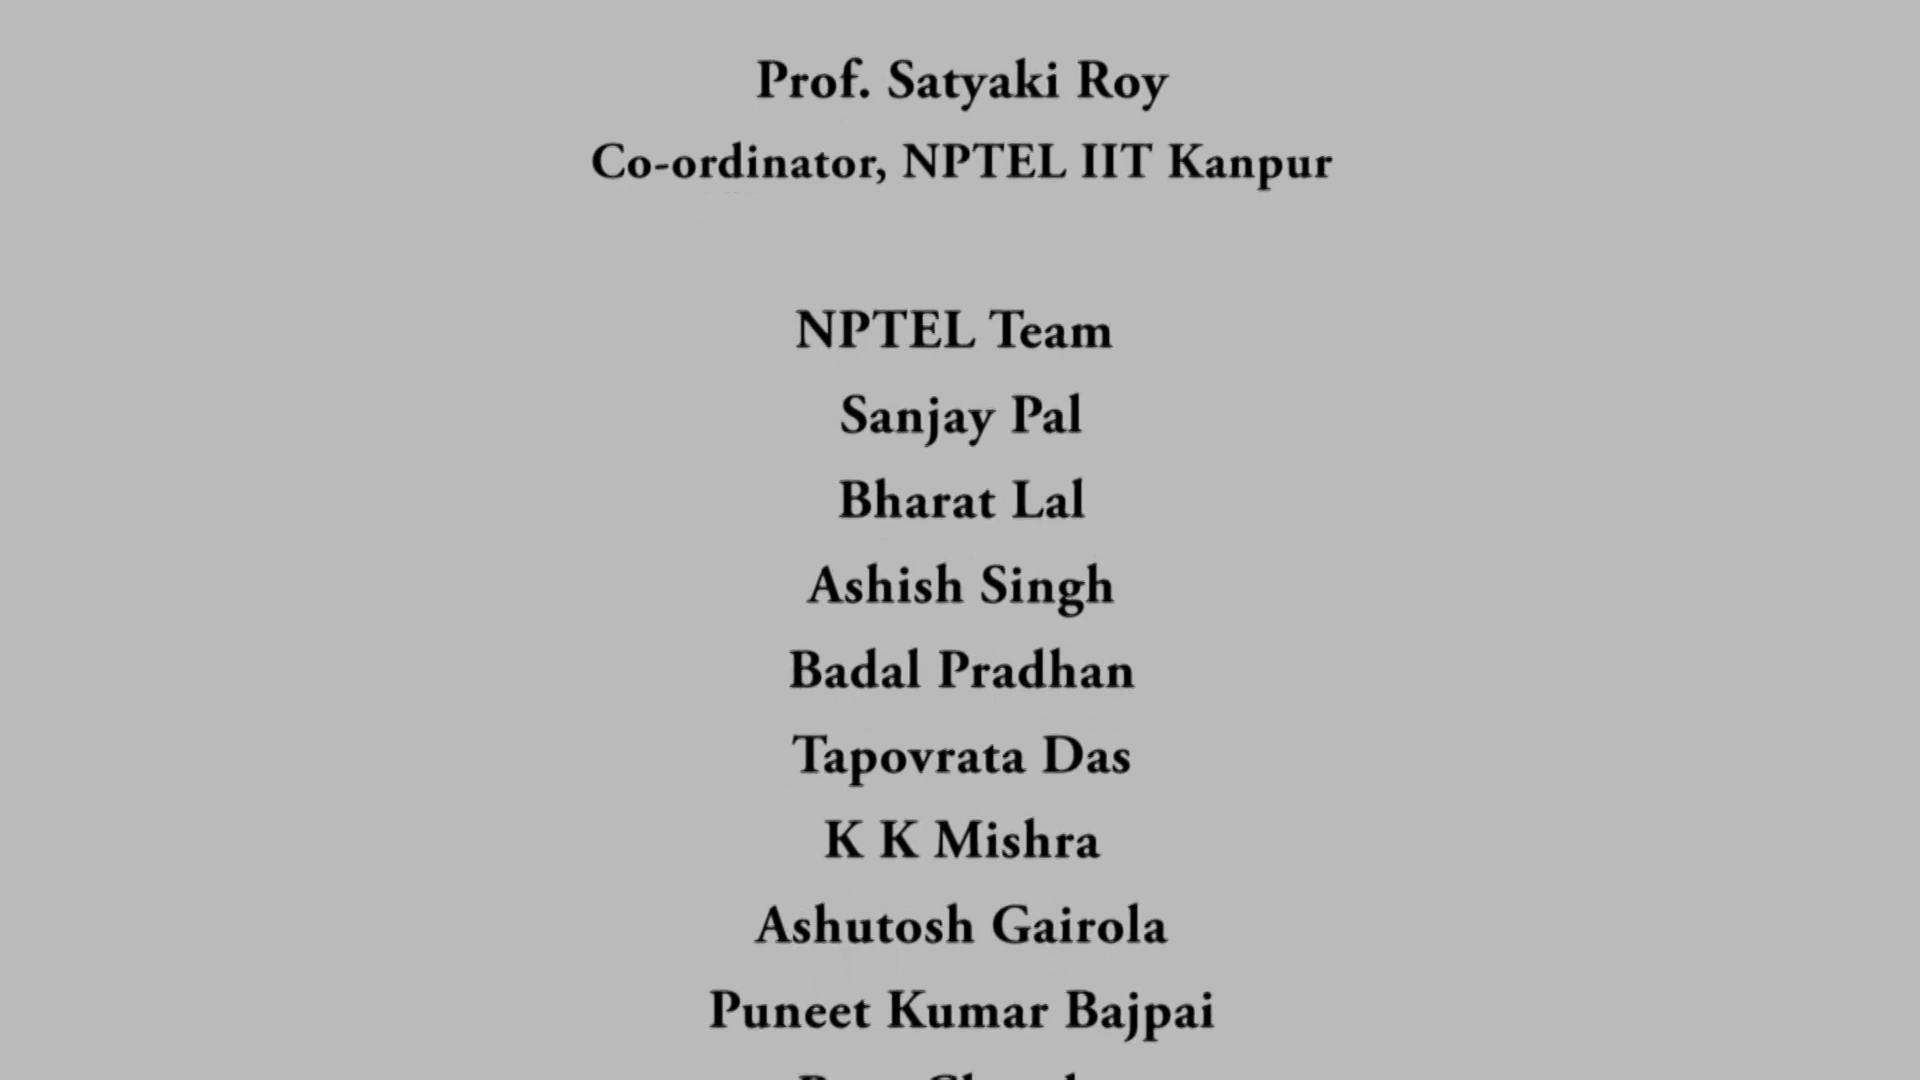 Prof. Satyaki Roy
Co-ordinator, NPTEL IIT Kanpur
NPTEL Team
Sanjay Pal
Bharat Lal
Ashish Singh
Badal Pradhan
Tapovrata Das
K K Mishra
Ashutosh Gairola
Puneet Kumar Bajpai